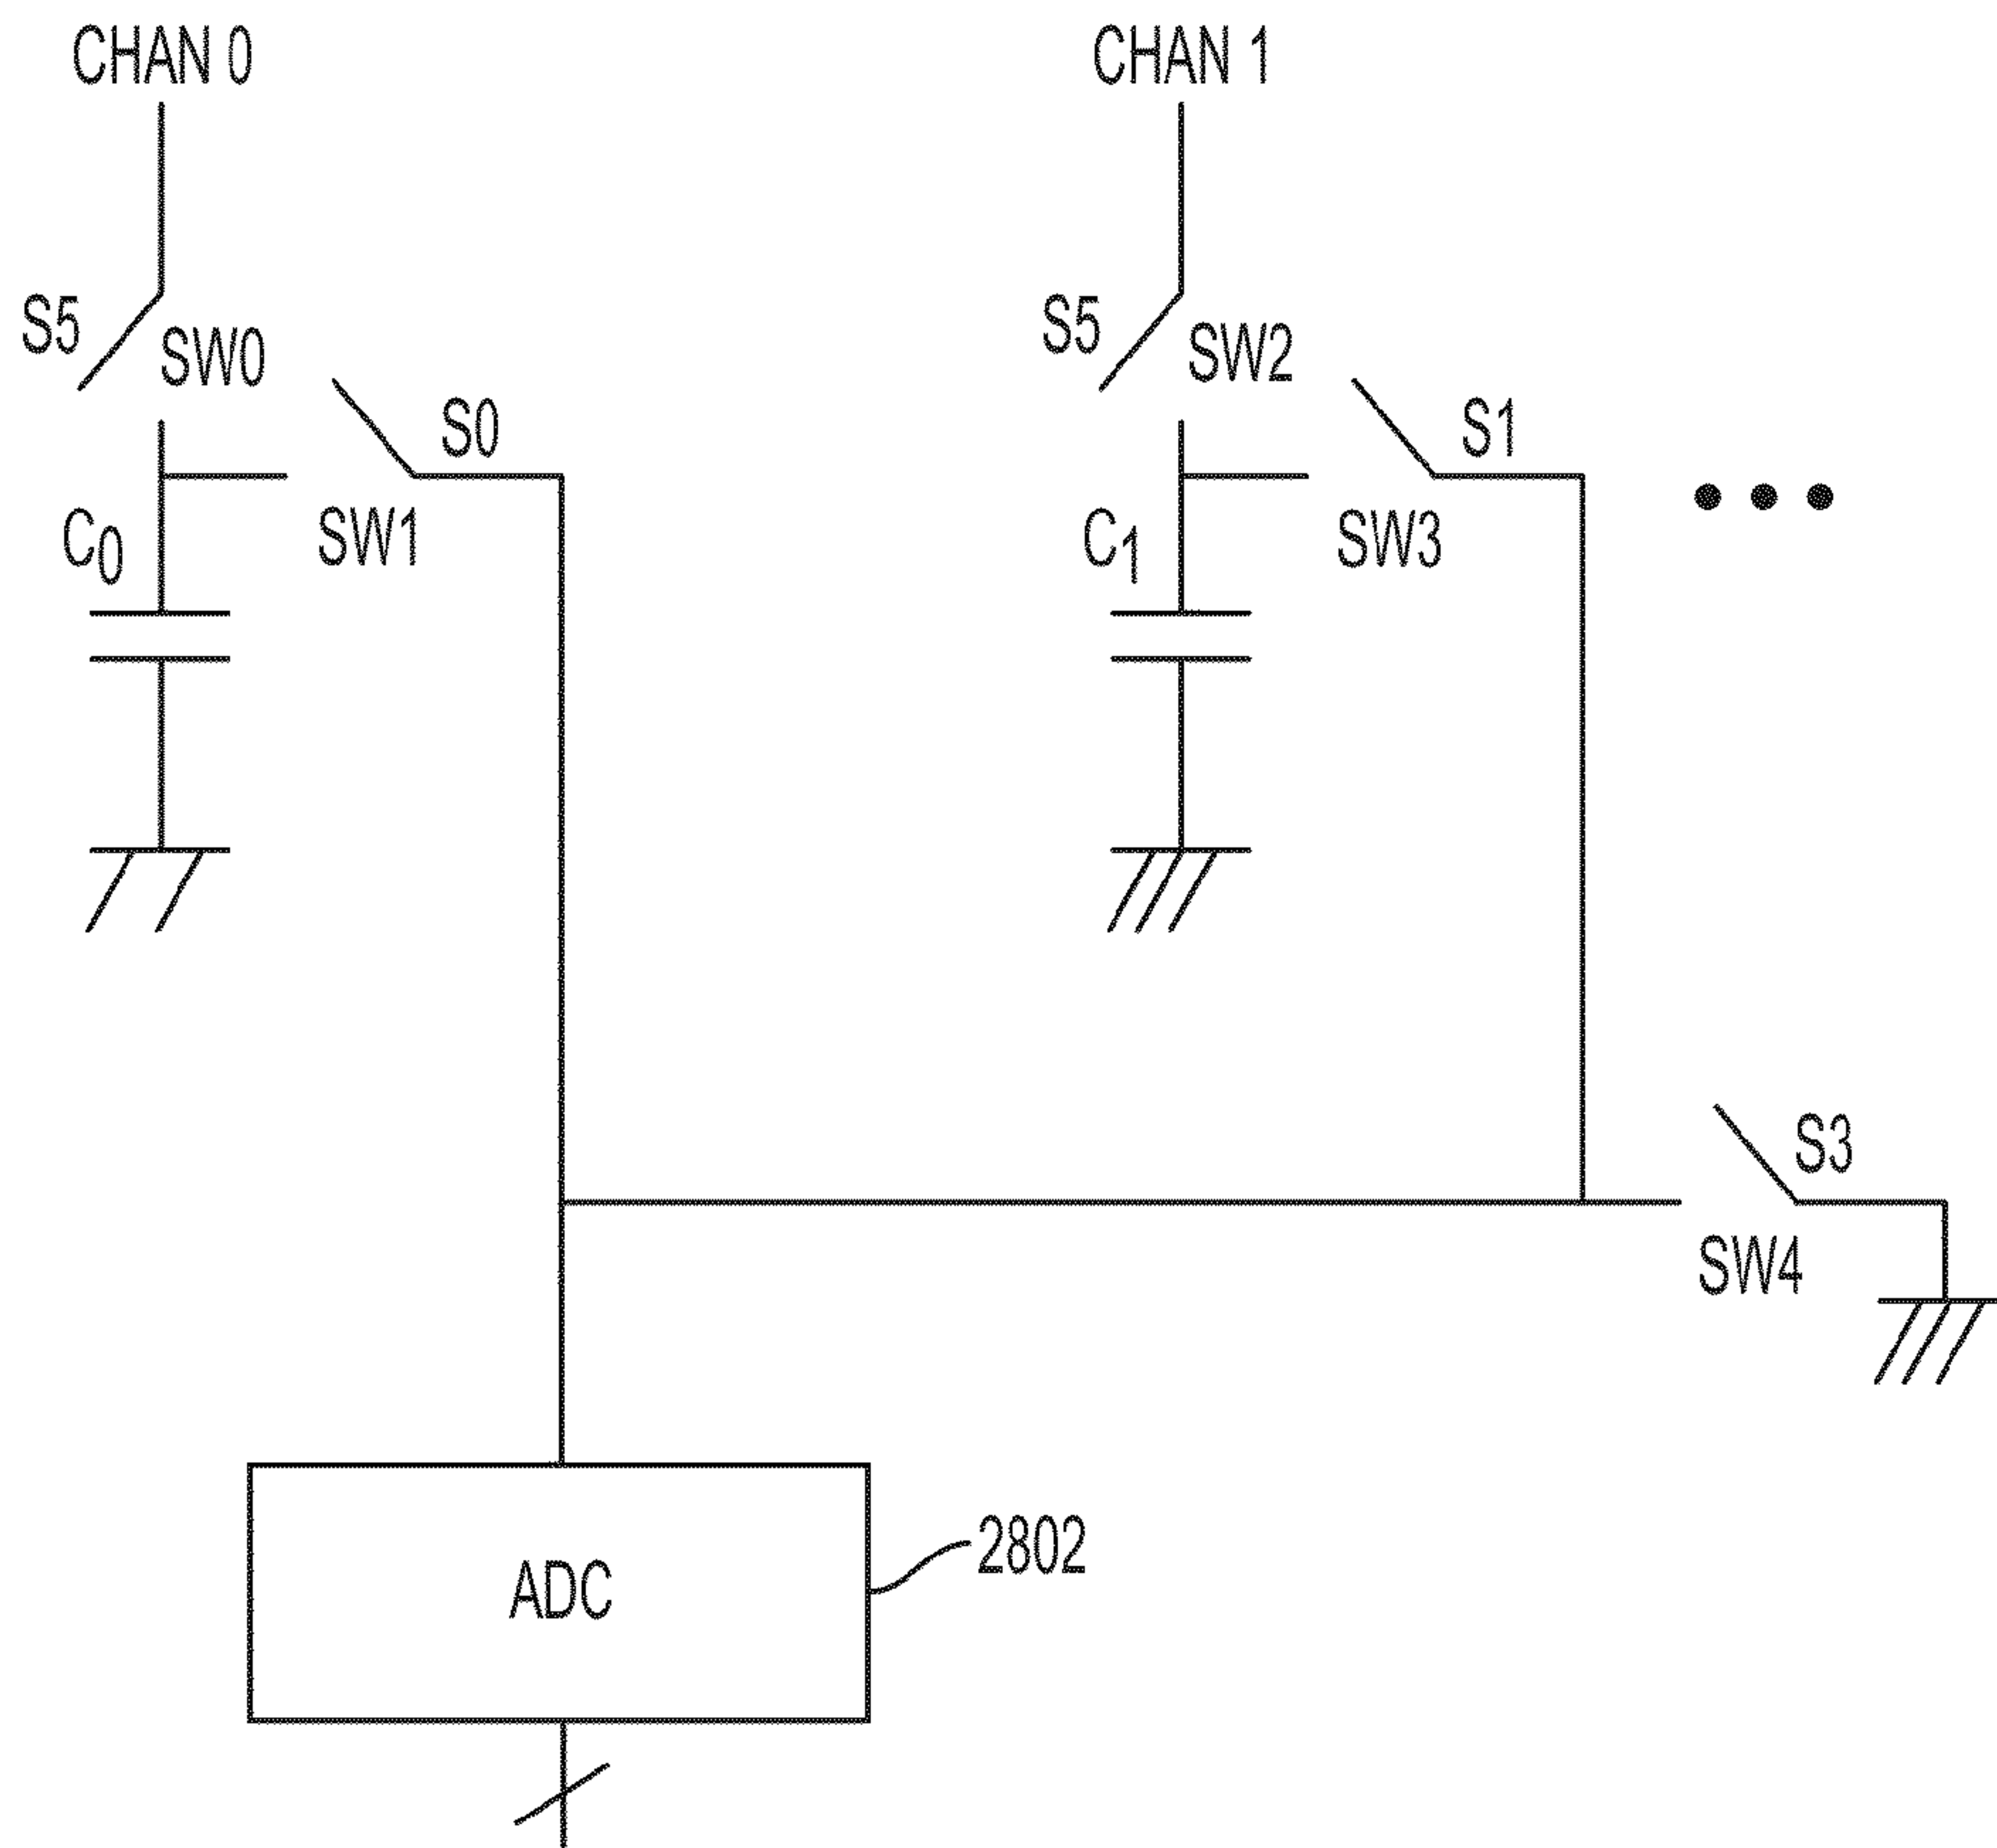 CHAN 0
CHAN 1
S5
SW0
S0
SW1
C0
S5
SW2
S1
SW3
C1
S3
SW4
ADC
2802